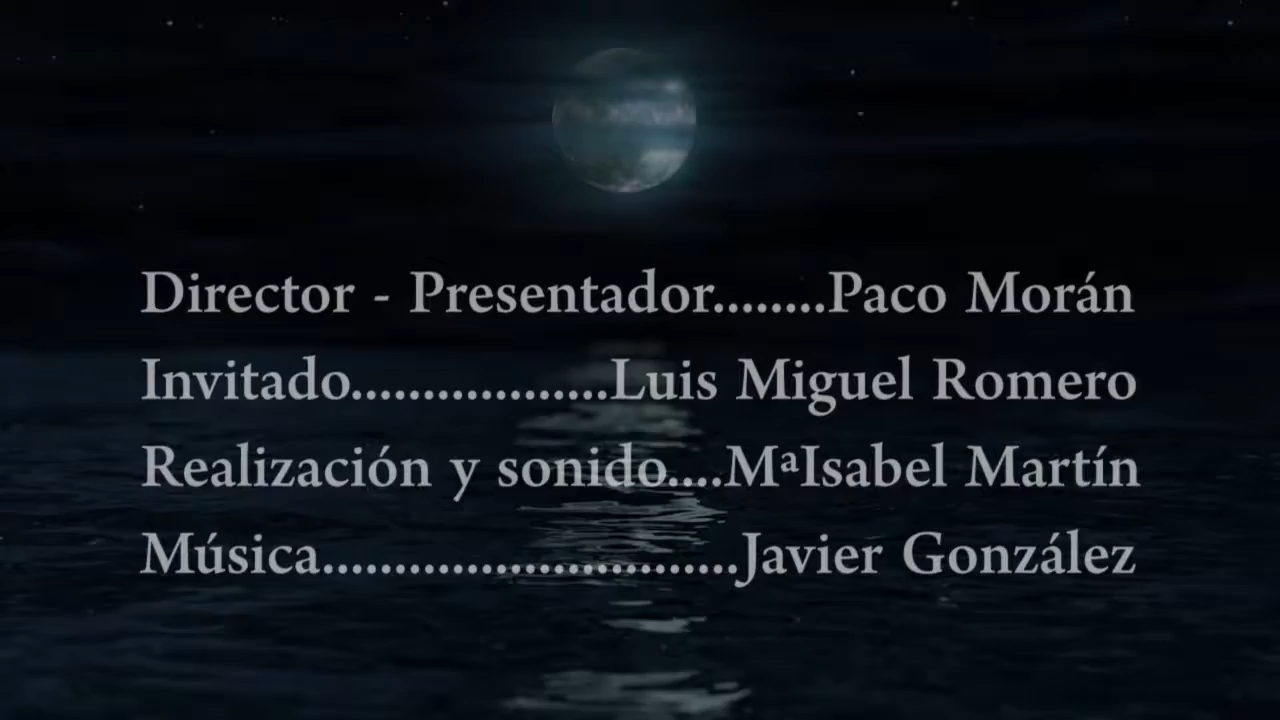 Director - Presentador........Paco Morán
Invitado..................Luis Miguel Romero
Realización y sonido....MªIsabel Martín
Música.............................Javier González